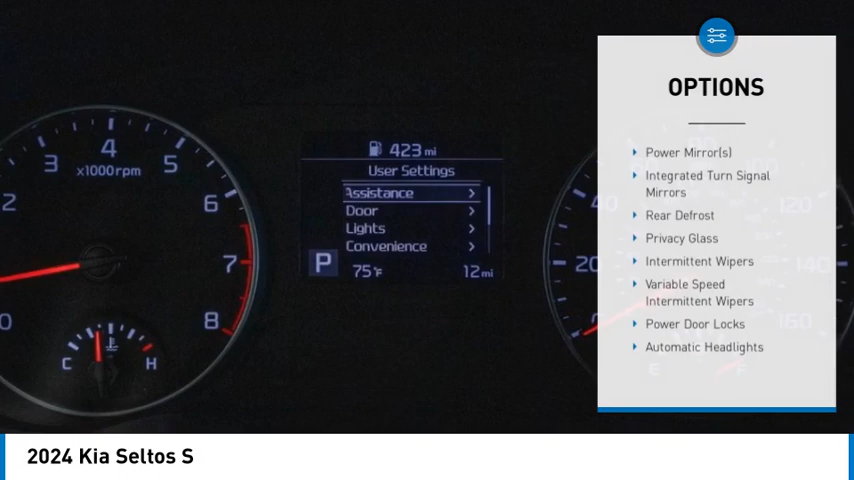 423 mi
User Settings
Assistance
Door
Lights
Convenience
P
75°F
12 mi
0
2
3
4
5
6
7
8
x1000rpm
C
H
20
40
120
140
160
E
F
OPTIONS
Power Mirror(s)
Integrated Turn Signal
Mirrors
Rear Defrost
Privacy Glass
Intermittent Wipers
Variable Speed
Intermittent Wipers
Power Door Locks
Automatic Headlights
2024 Kia Seltos S